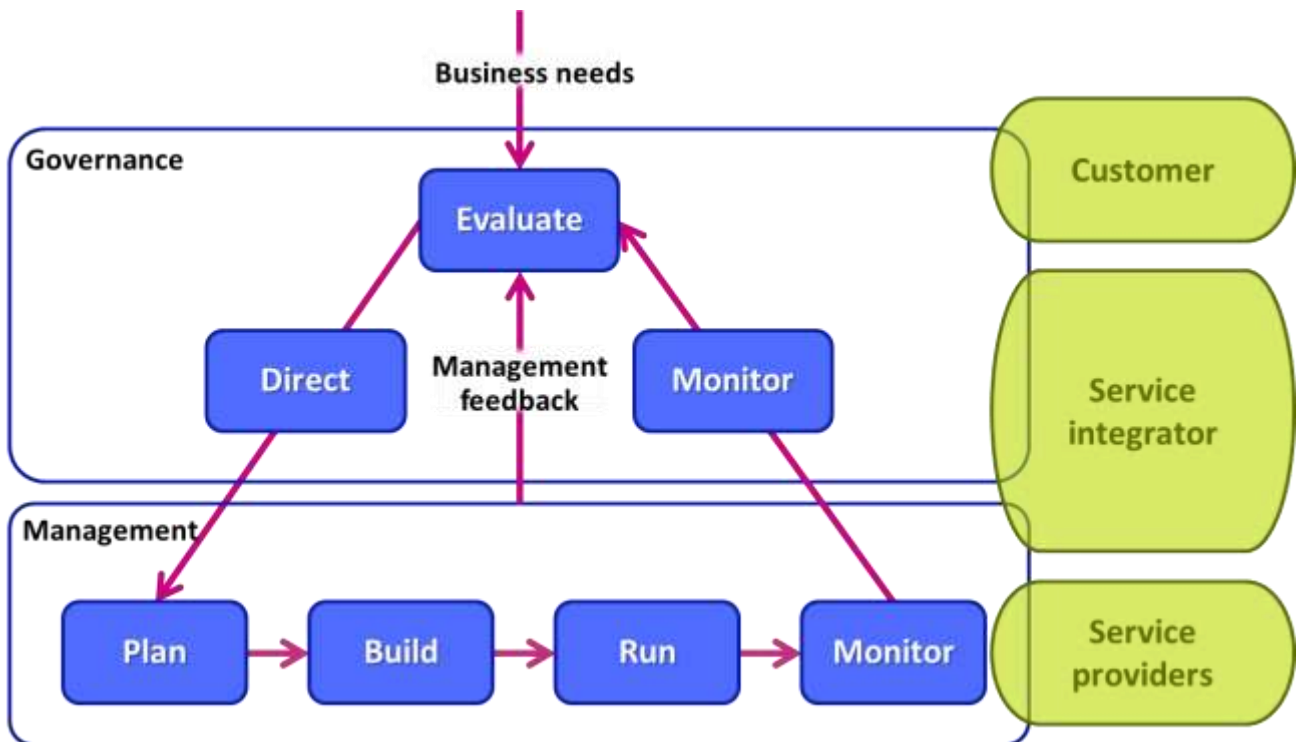 Business needs
Governance
Customer
Evaluate
Direct
Management
feedback
Monitor
Service
integrator
Management
Plan
Build
Run
Monitor
Service
providers